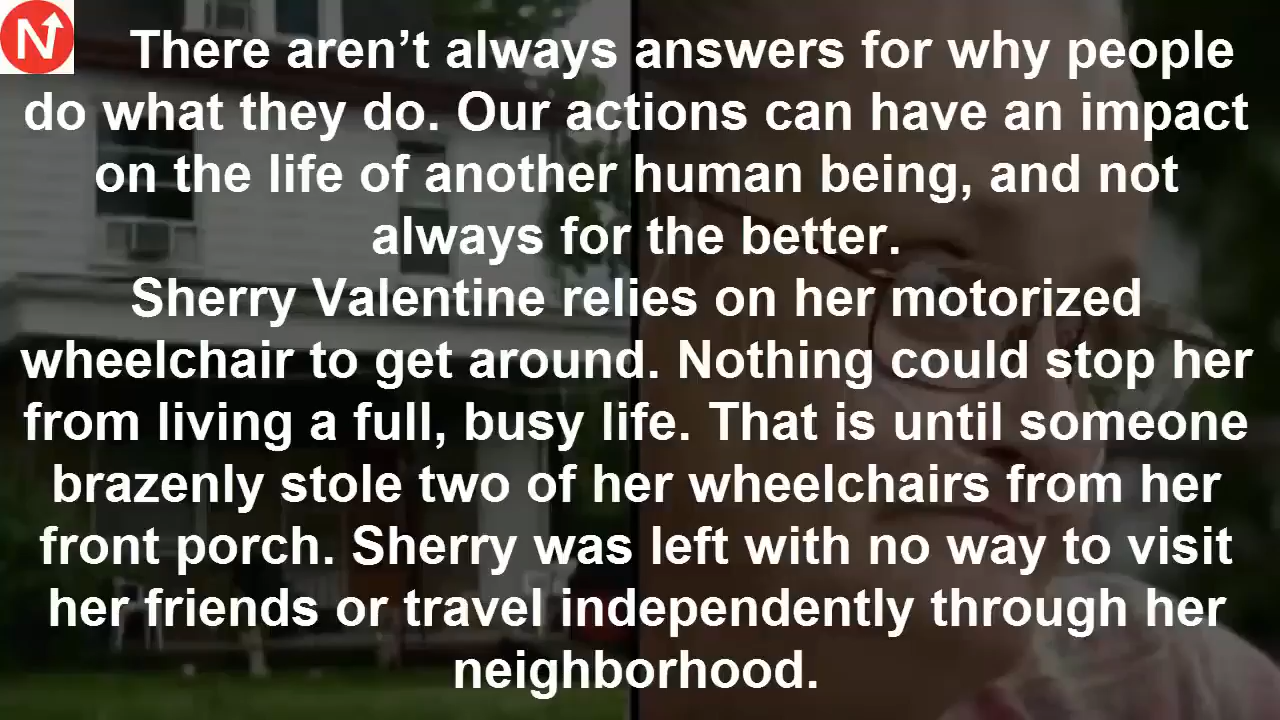 N
There aren’t always answers for why people
do what they do. Our actions can have an impact
on the life of another human being, and not
always for the better.
Sherry Valentine relies on her motorized
wheelchair to get around. Nothing could stop her
from living a full, busy life. That is until someone
brazenly stole two of her wheelchairs from her
front porch. Sherry was left with no way to visit
her friends or travel independently through her
neighborhood.